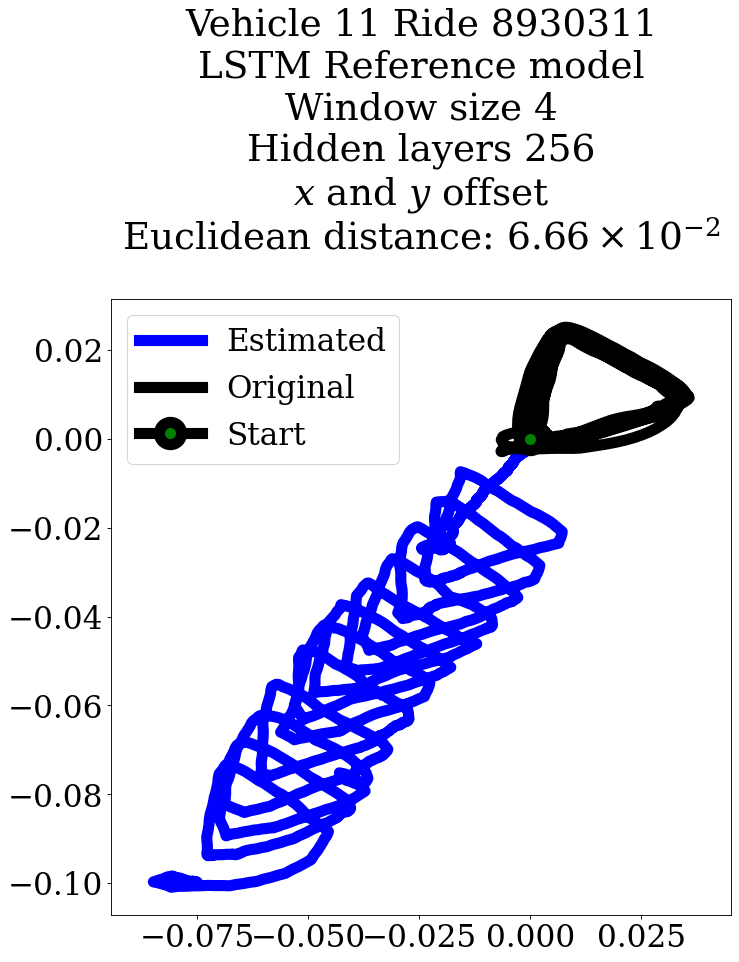 Vehicle 11 Ride 8930311
LSTM Reference model
Window size 4
Hidden layers 256
x and y offset
Euclidean distance: 6.66 × 10⁻²
Estimated
Original
Start
0.02
0.00
−0.02
−0.04
−0.06
−0.08
−0.10
−0.075 −0.050 −0.025 0.000 0.025